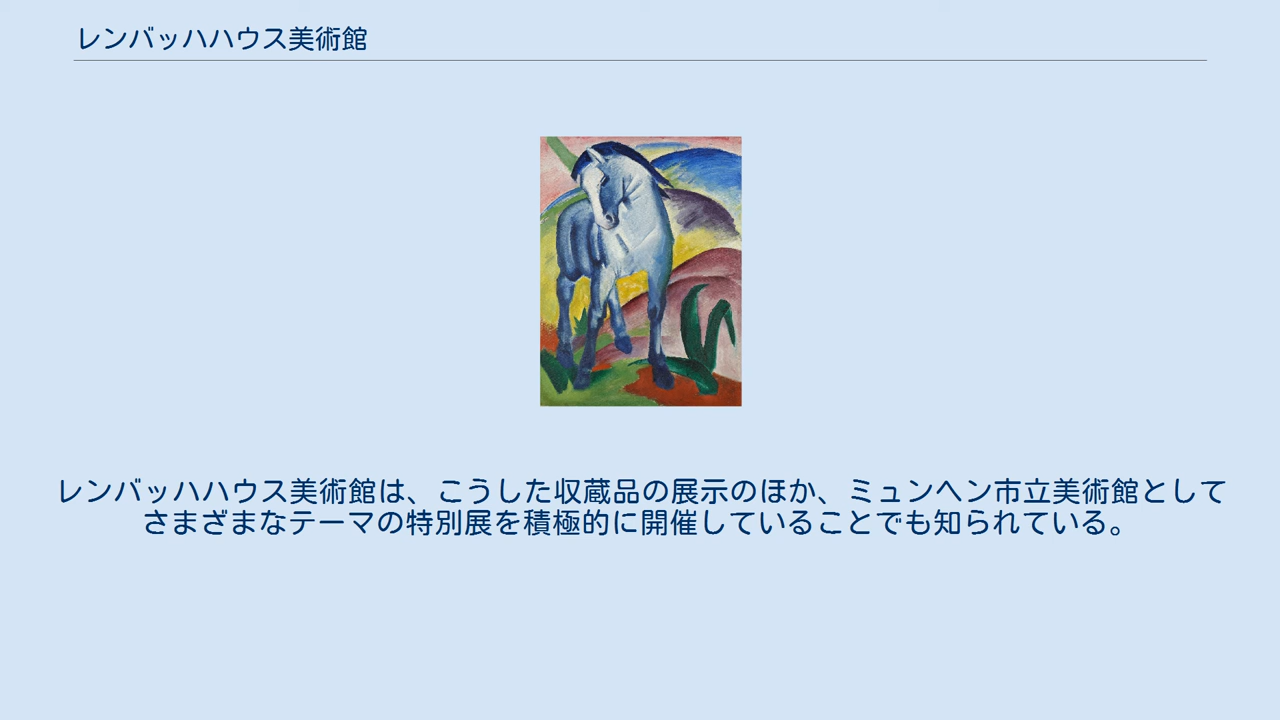 レンバッハハウス美術館
レンバッハハウス美術館は、こうした収蔵品の展示のほか、ミュンヘン市立美術館として
さまざまなテーマの特別展を積極的に開催していることでも知られている。